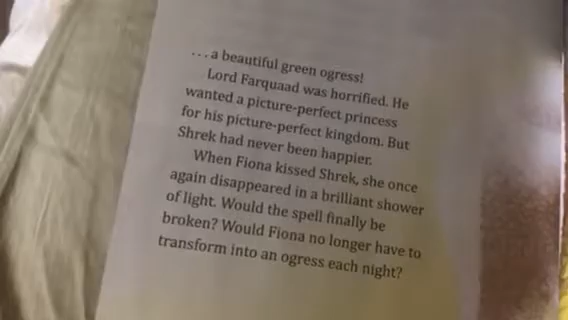 ...a beautiful green ogress!
Lord Farquaad was horrified. He
wanted a picture-perfect princess
for his picture-perfect kingdom. But
Shrek had never been happier.
When Fiona kissed Shrek, she once
again disappeared in a brilliant shower
of light. Would the spell finally be
broken? Would Fiona no longer have to
transform into an ogress each night?